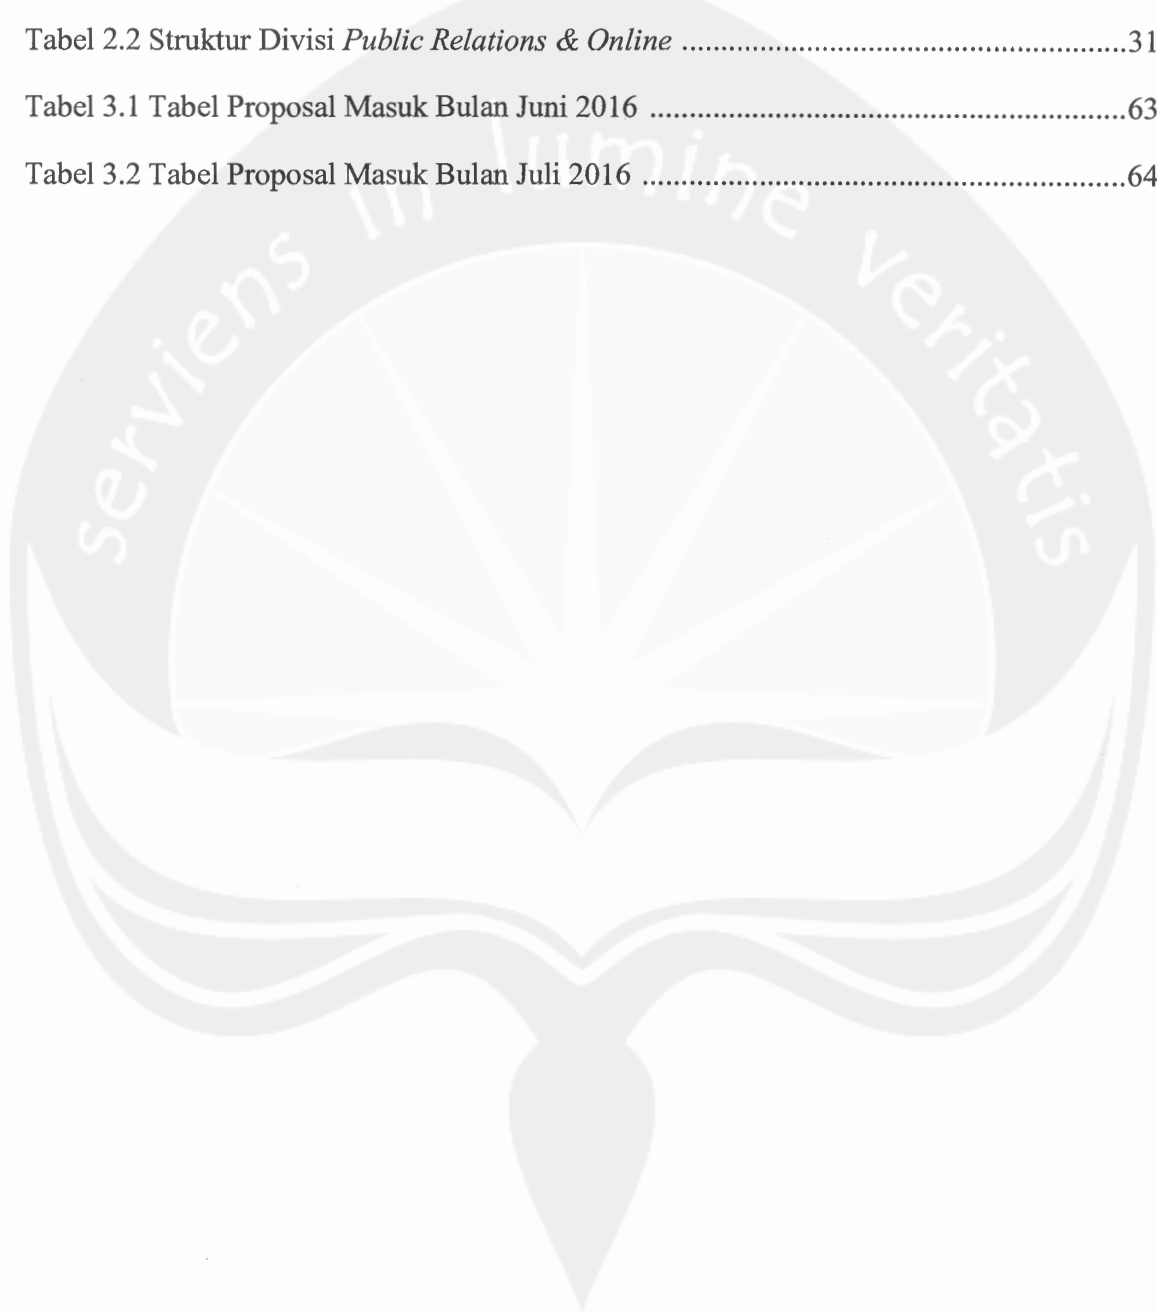 Tabel 2.2 Struktur Divisi Public Relations & Online ........................................................31
Tabel 3.1 Tabel Proposal Masuk Bulan Juni 2016 ............................................................63
Tabel 3.2 Tabel Proposal Masuk Bulan Juli 2016 .............................................................64
serviens in lumine veritatis